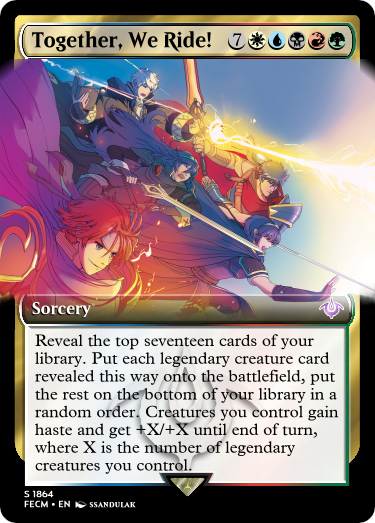 Together, We Ride! 7
Sorcery
Reveal the top seventeen cards of your
library. Put each legendary creature card
revealed this way onto the battlefield, put
the rest on the bottom of your library in a
random order. Creatures you control gain
haste and get +X/+X until end of turn,
where X is the number of legendary
creatures you control.
S 1864
FECM • EN SSANDULAK